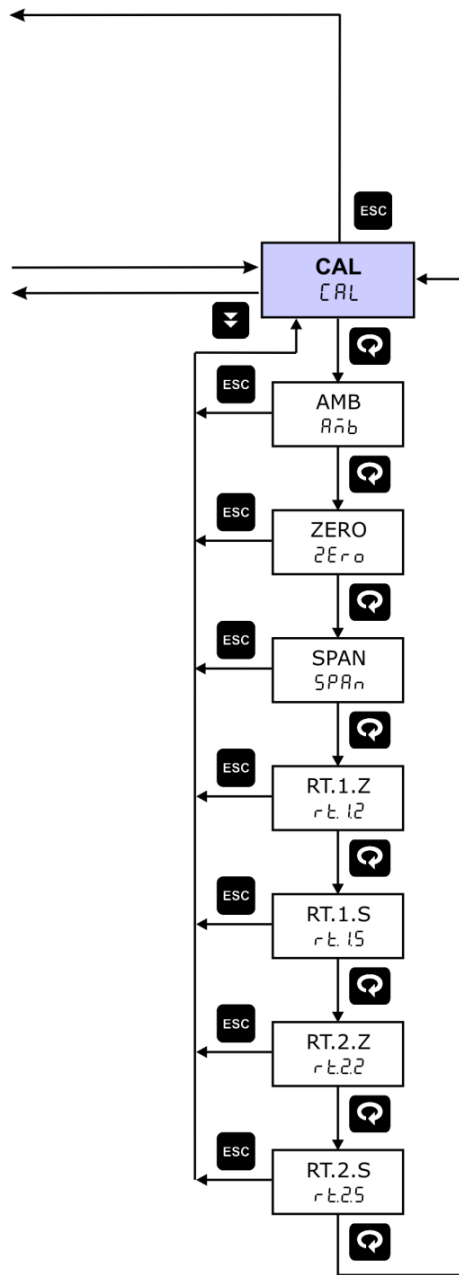 ESC
CAL
CAL
ESC
AMB
Amb
ESC
ZERO
ZEro
ESC
SPAN
SPAn
ESC
RT.1.Z
rt.1.Z
ESC
RT.1.S
rt.1.S
ESC
RT.2.Z
rt.2.Z
ESC
RT.2.S
rt.2.S